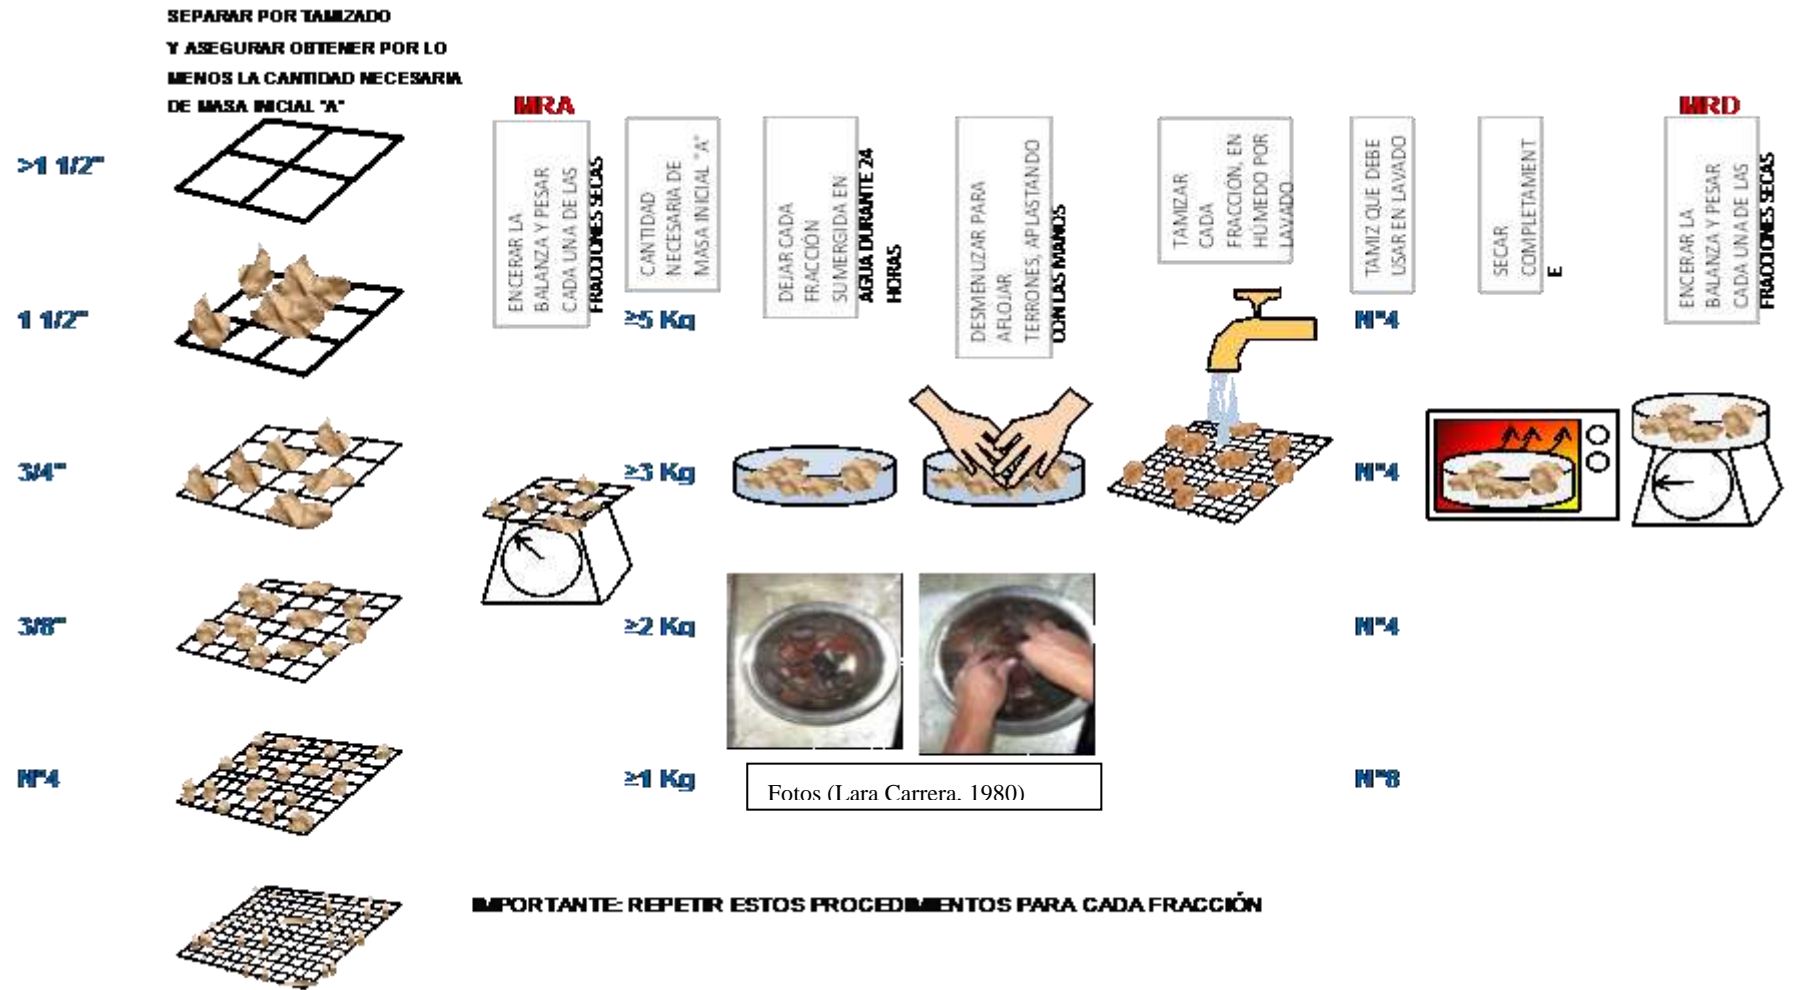 SEPARAR POR TAMIZADO
Y ASEGURAR OBTENER POR LO
MENOS LA CANTIDAD NECESARIA
DE MASA INICIAL "A"
MRA
MRD
ENCERAR LA
BALANZA Y PESAR
CADA UNA DE LAS
FRACCIONES SECAS
CANTIDAD
NECESARIA DE
MASA INICIAL "A"
DEJAR CADA
FRACCIÓN
SUMERGIDA EN
AGUA DURANTE 24
HORAS
DESMENUZAR PARA
AFLOJAR
TERRONES, APLASTANDO
CON LAS MANOS
TAMIZAR
CADA
FRACCIÓN, EN
HÚMEDO POR
LAVADO
TAMIZ QUE DEBE
USAR EN LAVADO
SECAR
COMPLETAMENT
E
ENCERAR LA
BALANZA Y PESAR
CADA UNA DE LAS
FRACCIONES SECAS
>1 1/2"
1 1/2"
≥5 Kg
N°4
3/4"
≥3 Kg
N°4
3/8"
≥2 Kg
N°4
N°4
≥1 Kg
N°8
Fotos (Lara Carrera, 1980)
IMPORTANTE: REPETIR ESTOS PROCEDIMIENTOS PARA CADA FRACCIÓN